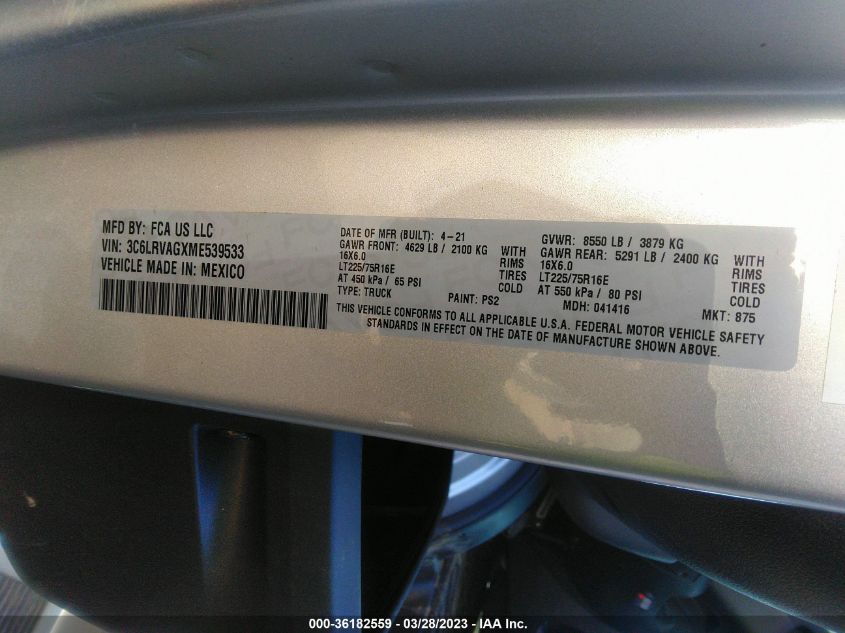 MFD BY: FCA US LLC
VIN: 3C6LRVAGXME539533
VEHICLE MADE IN: MEXICO
DATE OF MFR (BUILT): 4-21
GAWR FRONT: 4629 LB / 2100 KG WITH
16X6.0 RIMS
LT225/75R16E TIRES
AT 450 kPa / 65 PSI COLD
TYPE: TRUCK PAINT: PS2
GVWR: 8550 LB / 3879 KG
GAWR REAR: 5291 LB / 2400 KG WITH
16X6.0 RIMS
LT225/75R16E TIRES
AT 550 kPa / 80 PSI COLD
MDH: 041416 MKT: 875
THIS VEHICLE CONFORMS TO ALL APPLICABLE U.S.A. FEDERAL MOTOR VEHICLE SAFETY
STANDARDS IN EFFECT ON THE DATE OF MANUFACTURE SHOWN ABOVE.
000-36182559 — 03/28/2023 — IAA Inc.